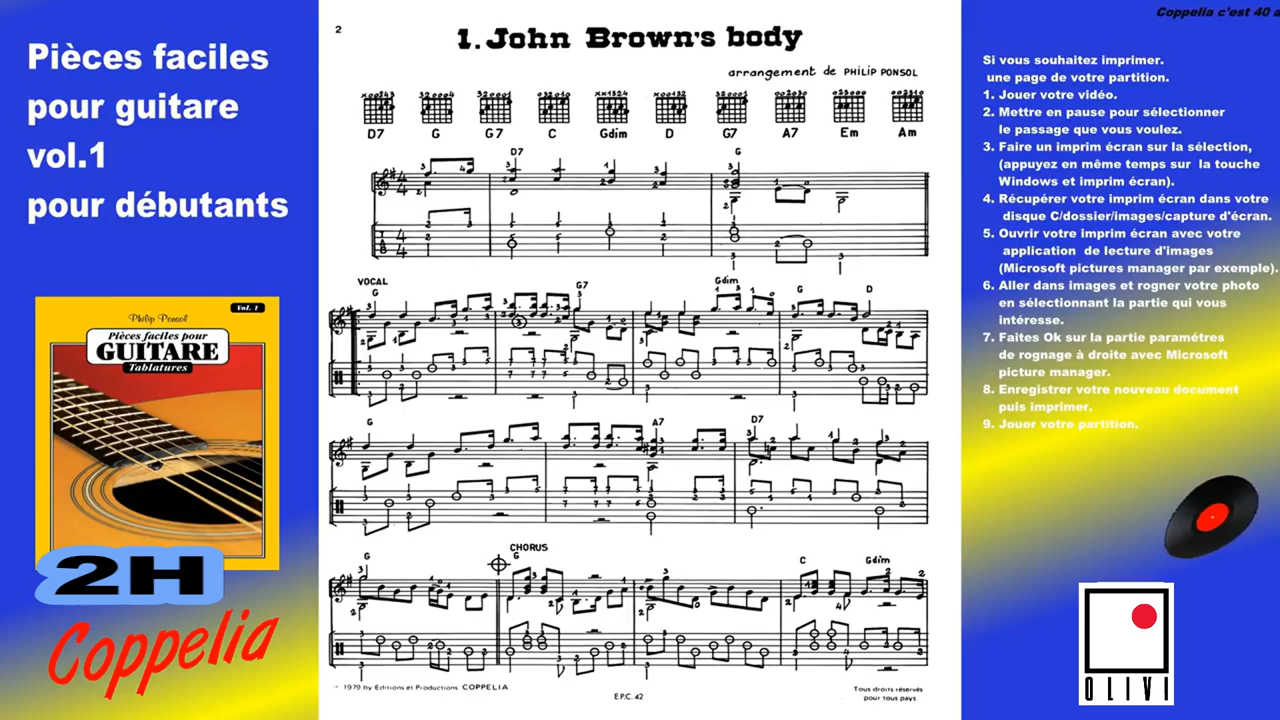 Pièces faciles
pour guitare
vol.1
pour débutants
Vol. 1
Philip Ponsol
Pièces faciles pour
GUITARE
Tablatures
2H
Coppelia
2
1. John Brown's body
arrangement de PHILIP PONSOL
D7 G G7 C Gdim D G7 A7 Em Am
D7 G
VOCAL
G G7 Gdim G D
G A7 D7
CHORUS
G G C Gdim
© 1979 by Editions et Productions COPPELIA
E.P.C. 42
Tous droits réservés
pour tous pays
Coppelia c'est 40 a
Si vous souhaitez imprimer.
une page de votre partition.
1. Jouer votre vidéo.
2. Mettre en pause pour sélectionner
le passage que vous voulez.
3. Faire un imprim écran sur la sélection,
(appuyez en même temps sur la touche
Windows et imprim écran).
4. Récupérer votre imprim écran dans votre
disque C/dossier/images/capture d'écran.
5. Ouvrir votre imprim écran avec votre
application de lecture d'images
(Microsoft pictures manager par exemple).
6. Aller dans images et rogner votre photo
en sélectionnant la partie qui vous
intéresse.
7. Faites Ok sur la partie paramétres
de rognage à droite avec Microsoft
picture manager.
8. Enregistrer votre nouveau document
puis imprimer.
9. Jouer votre partition.
OLIVI